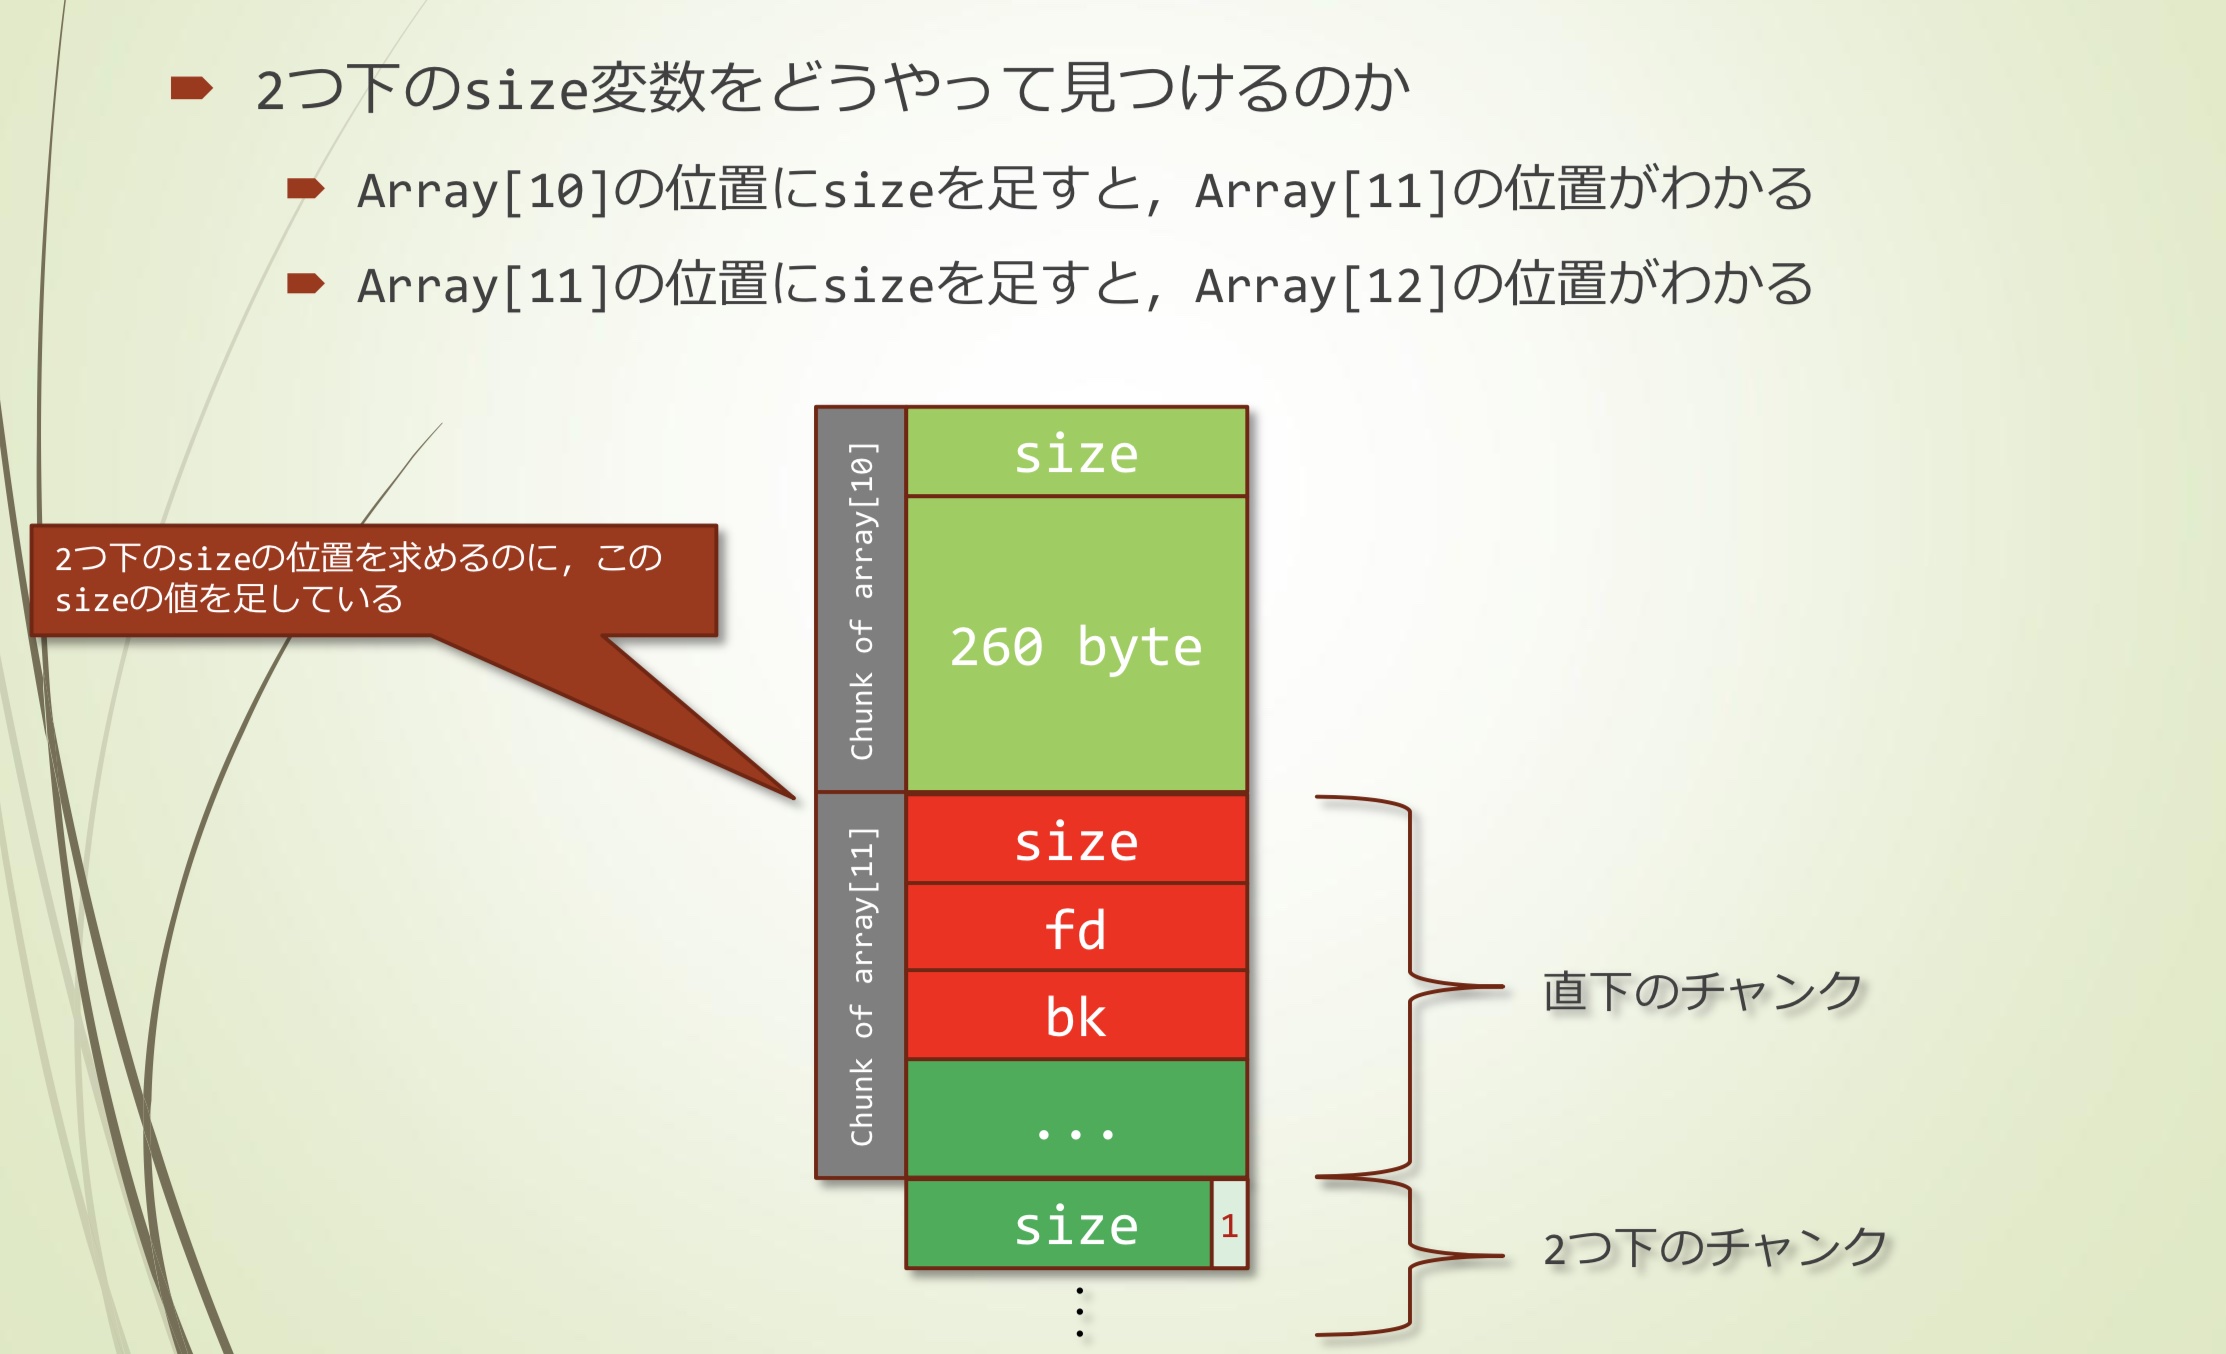 2つ下のsize変数をどうやって見つけるのか
Array[10]の位置にsizeを足すと, Array[11]の位置がわかる
Array[11]の位置にsizeを足すと, Array[12]の位置がわかる
2つ下のsizeの位置を求めるのに, この
sizeの値を足している
Chunk of array[10]
size
260 byte
Chunk of array[11]
size
fd
bk
...
size 1
⋮
直下のチャンク
2つ下のチャンク